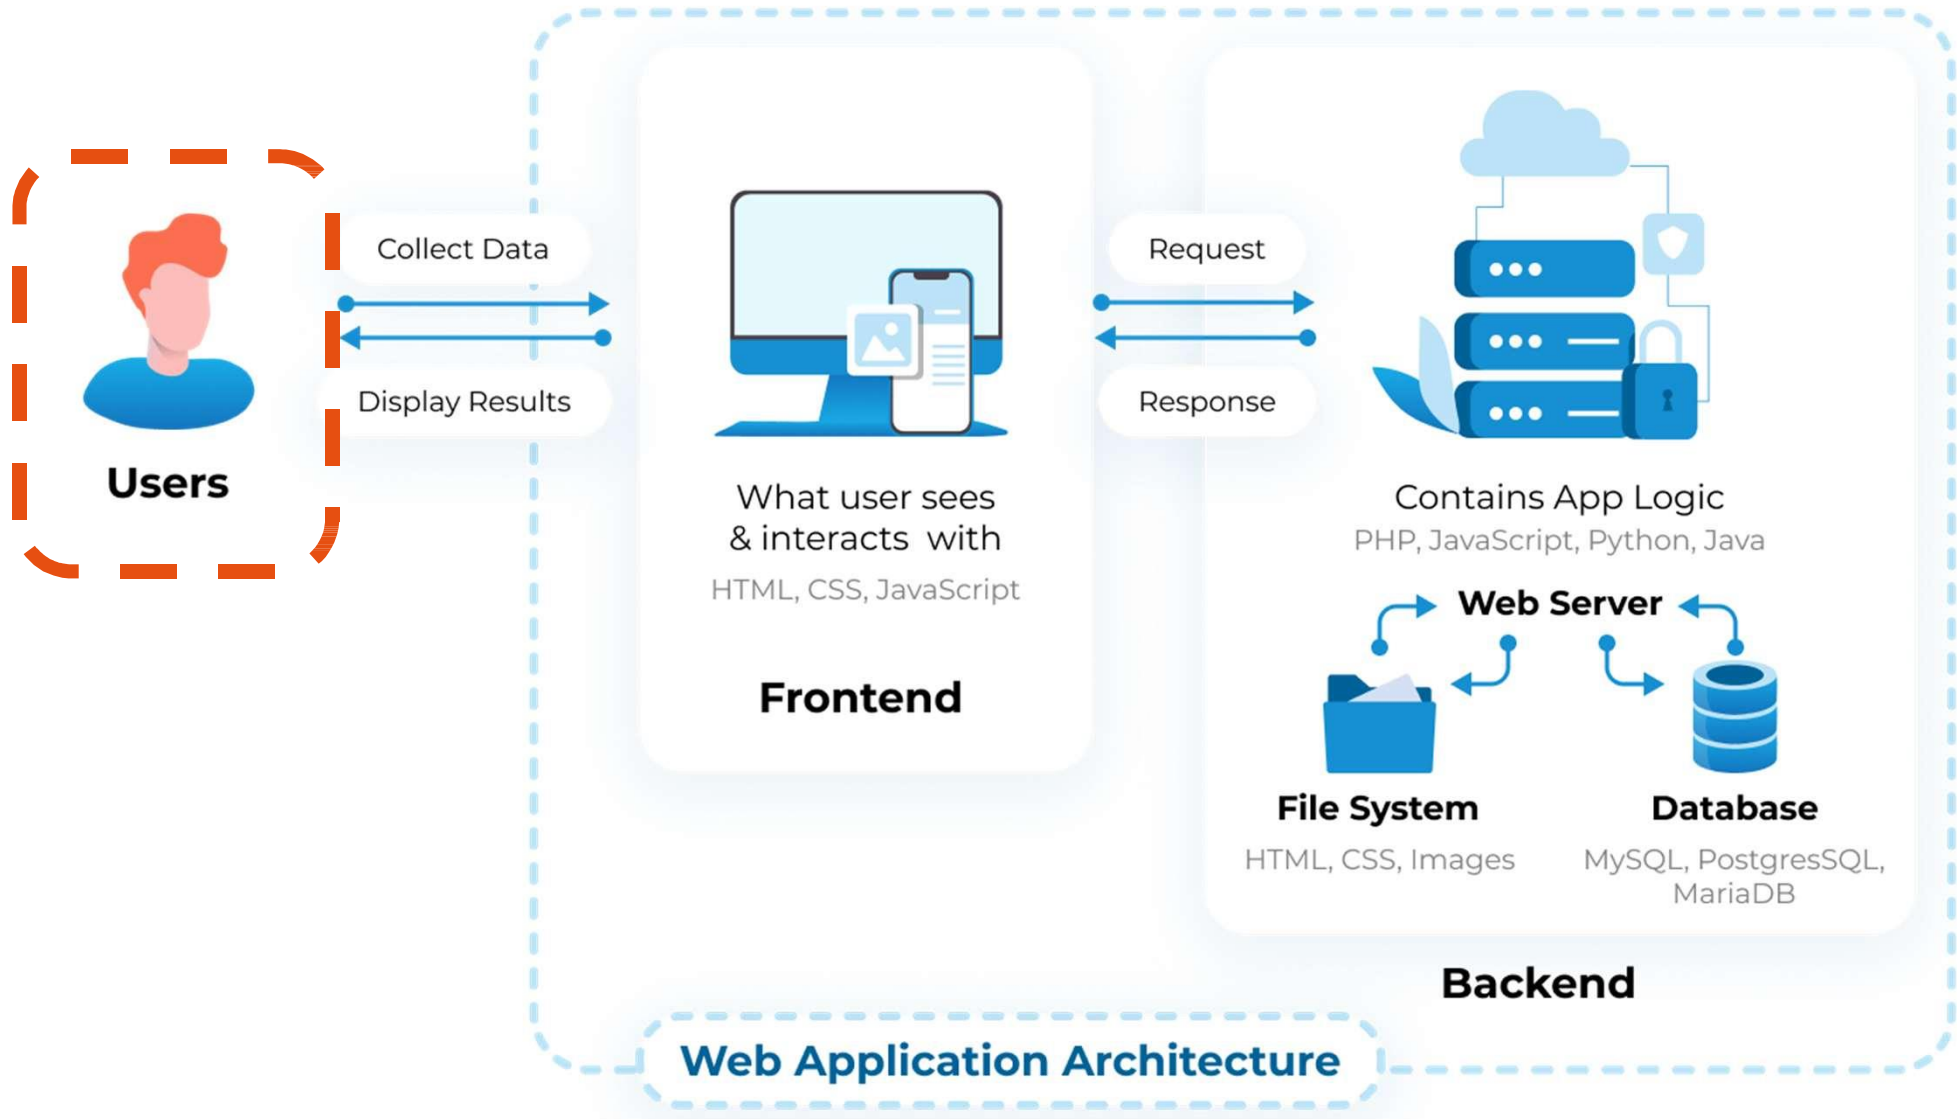 Users
Collect Data
Display Results
What user sees
& interacts with
HTML, CSS, JavaScript
Frontend
Request
Response
Contains App Logic
PHP, JavaScript, Python, Java
Web Server
File System
HTML, CSS, Images
Database
MySQL, PostgresSQL,
MariaDB
Backend
Web Application Architecture